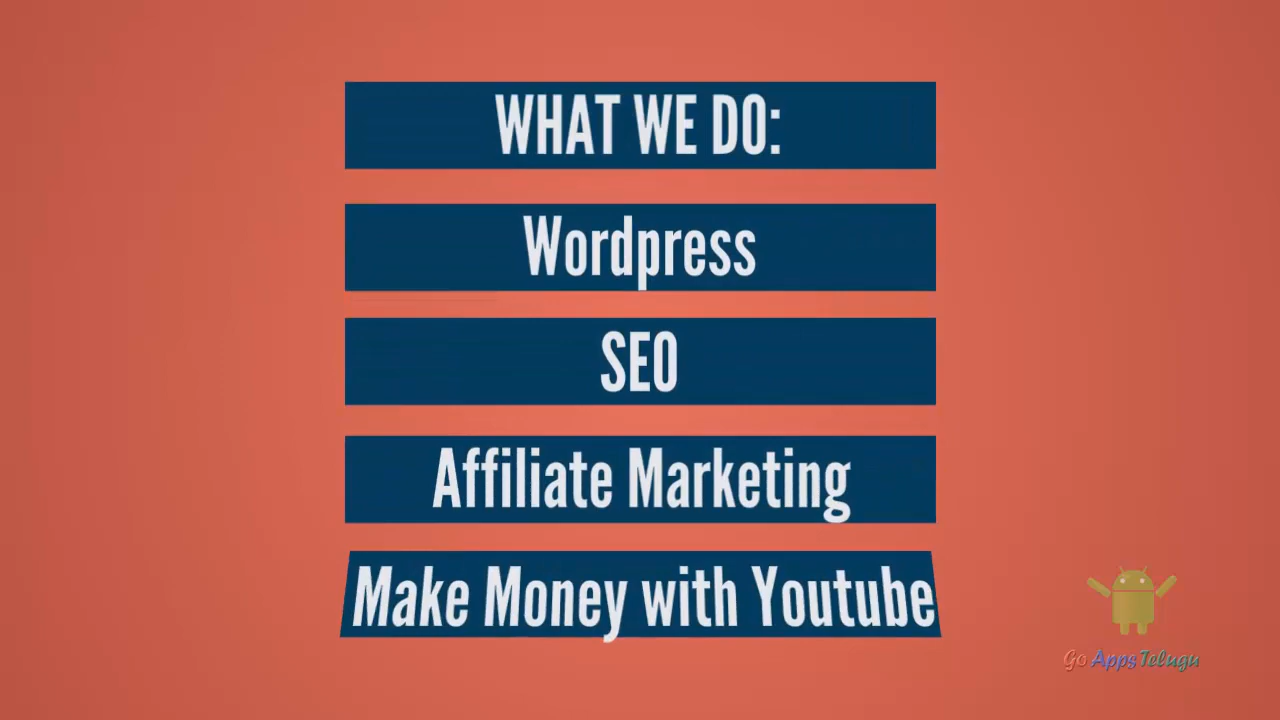 WHAT WE DO:
Wordpress
SEO
Affiliate Marketing
Make Money with Youtube
Go Apps Telugu